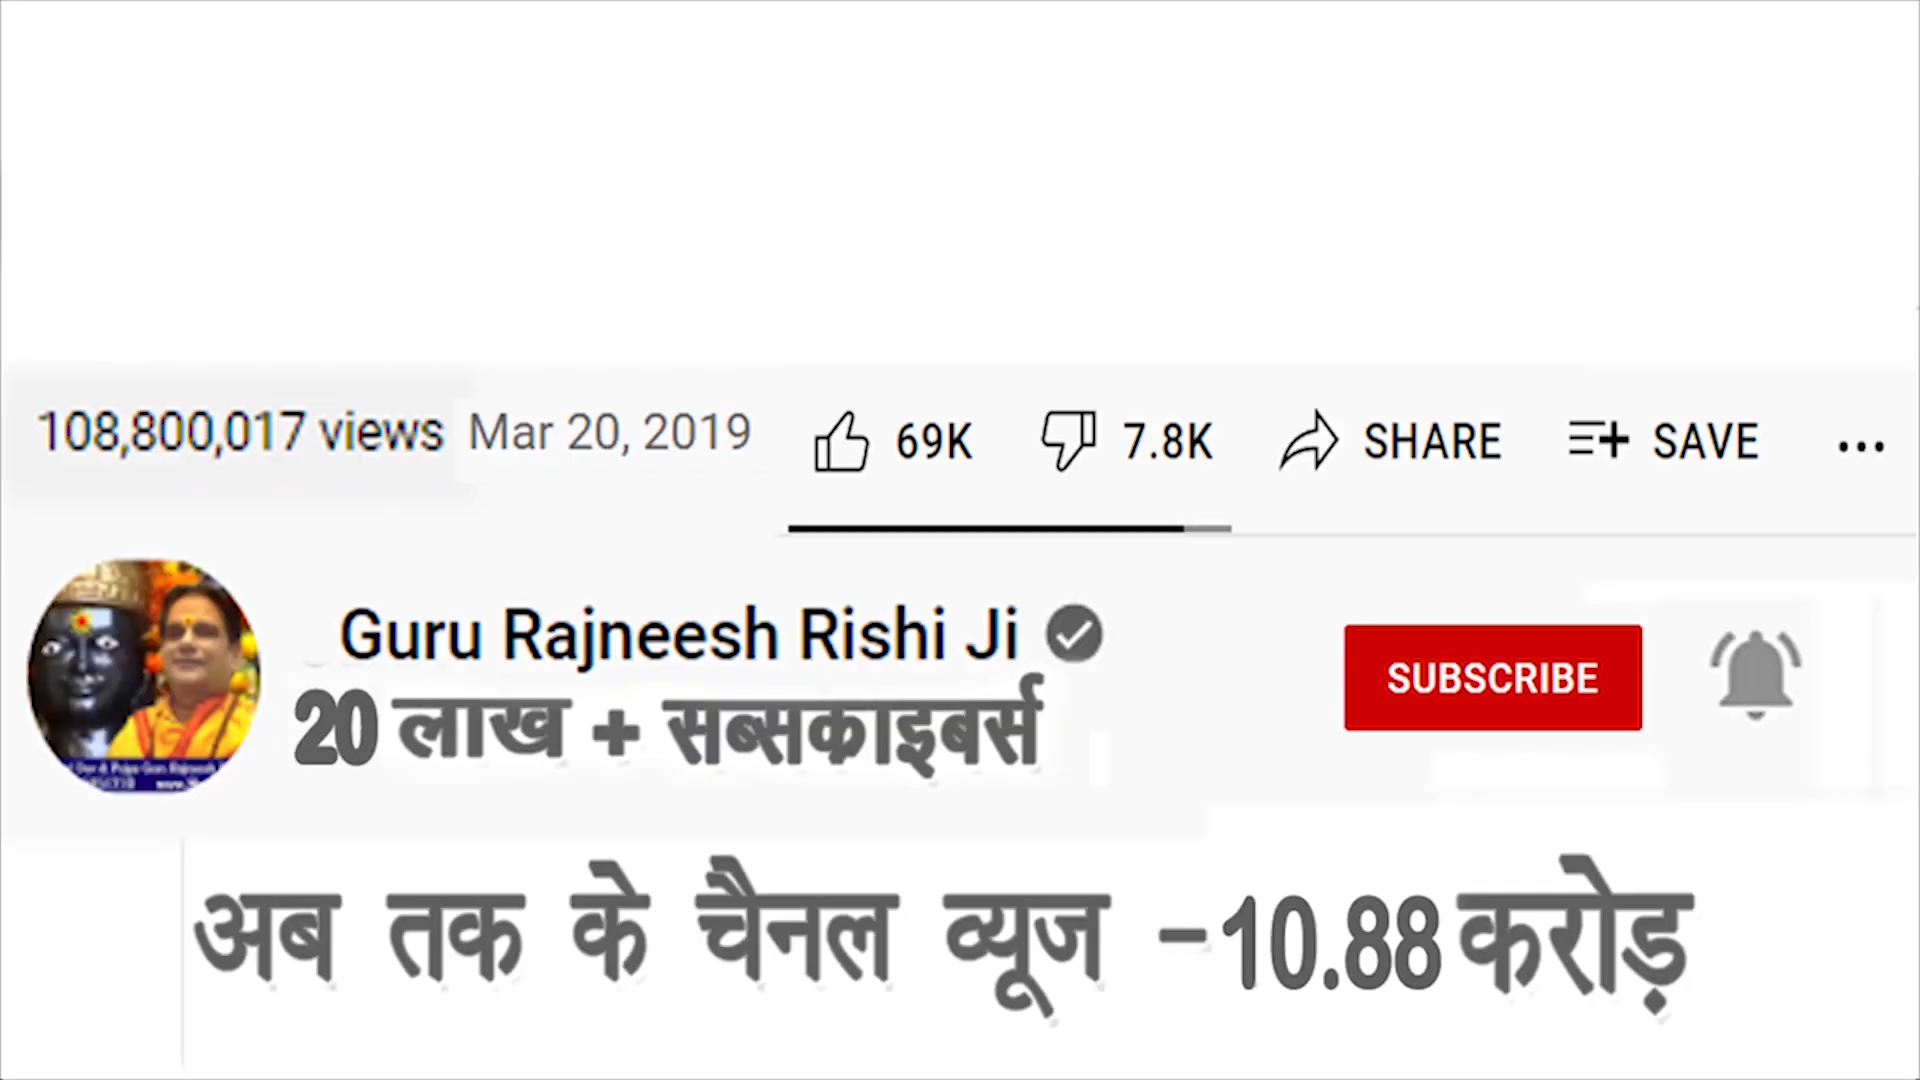 108,800,017 views Mar 20, 2019 69K 7.8K SHARE SAVE
Guru Rajneesh Rishi Ji
20 लाख + सब्सकाइबर्स
SUBSCRIBE
अब तक के चैनल व्यूज -10.88 करोड़